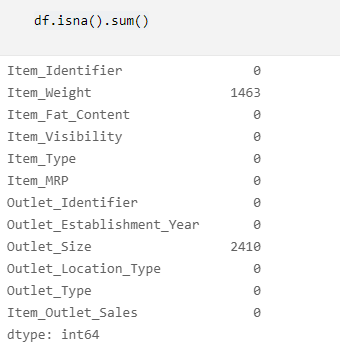 df.isna().sum()
Item_Identifier 0
Item_Weight 1463
Item_Fat_Content 0
Item_Visibility 0
Item_Type 0
Item_MRP 0
Outlet_Identifier 0
Outlet_Establishment_Year 0
Outlet_Size 2410
Outlet_Location_Type 0
Outlet_Type 0
Item_Outlet_Sales 0
dtype: int64